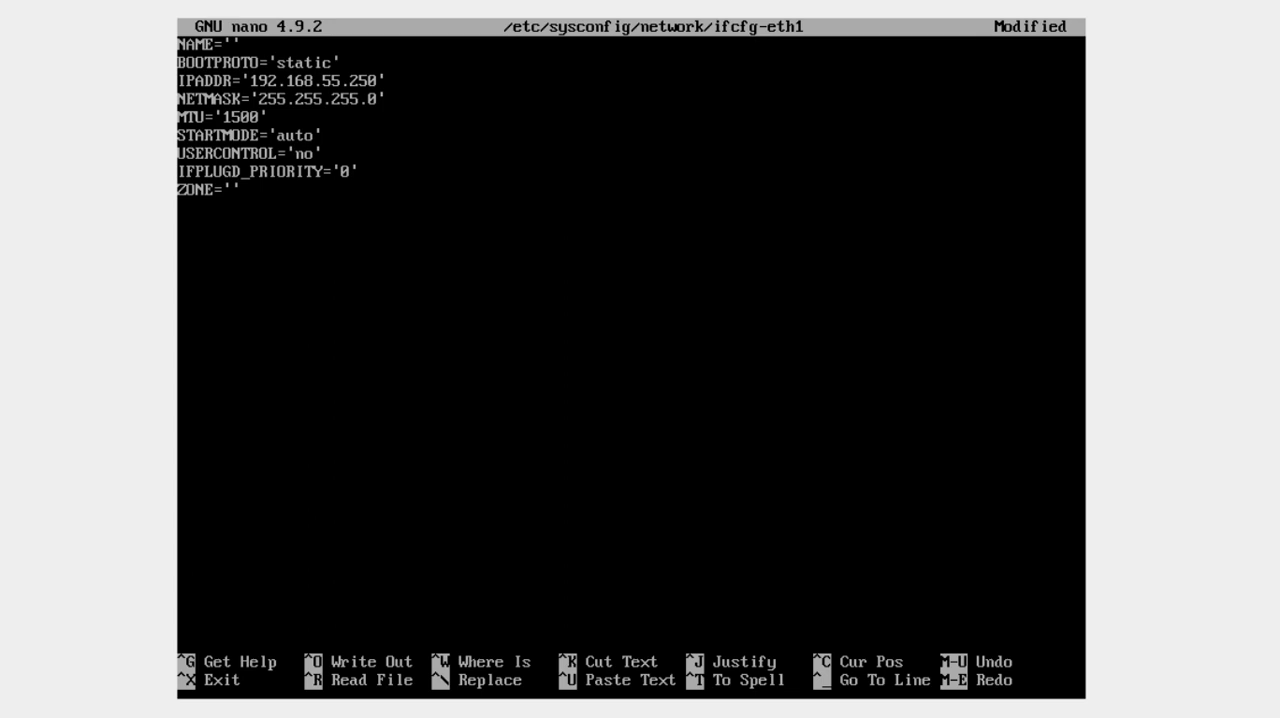 GNU nano 4.9.2 /etc/sysconfig/network/ifcfg-eth1 Modified
NAME=''
BOOTPROTO='static'
IPADDR='192.168.55.250'
NETMASK='255.255.255.0'
MTU='1500'
STARTMODE='auto'
USERCONTROL='no'
IFPLUGD_PRIORITY='0'
ZONE=''
^G Get Help ^O Write Out ^W Where Is ^K Cut Text ^J Justify ^C Cur Pos M-U Undo
^X Exit ^R Read File ^\ Replace ^U Paste Text ^T To Spell ^_ Go To Line M-E Redo